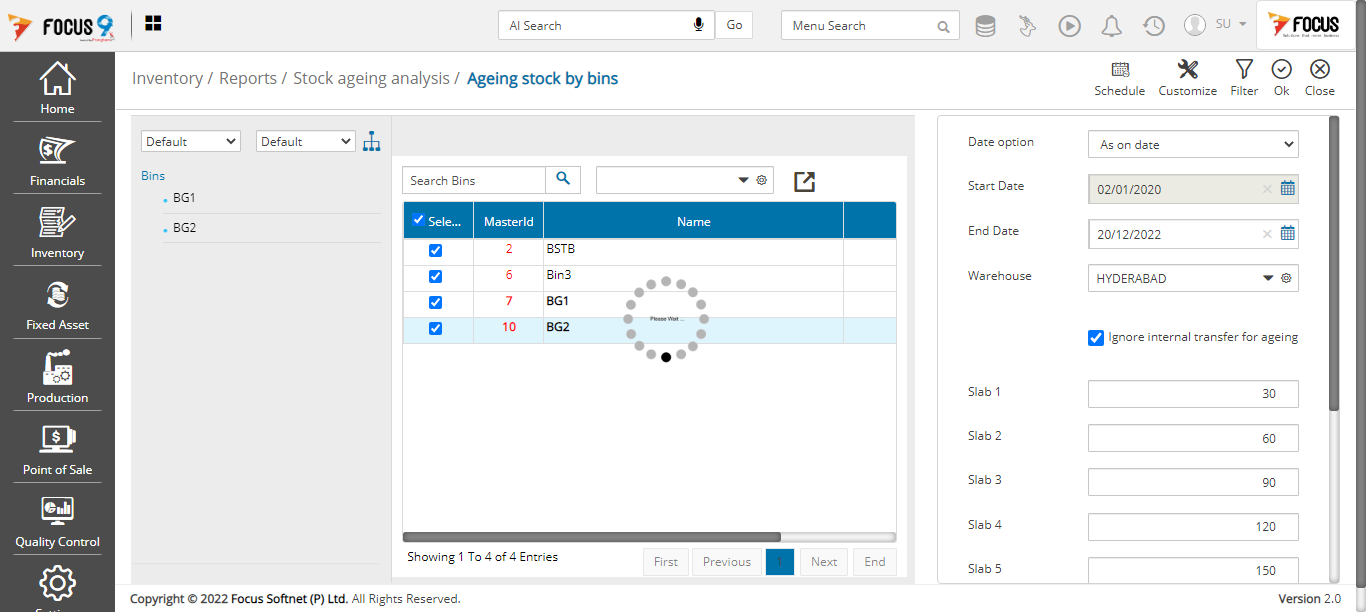 FOCUS 9
AI Search
Go
Menu Search
SU
FOCUS
Home
Financials
Inventory
Fixed Asset
Production
Point of Sale
Quality Control
Inventory / Reports / Stock ageing analysis / Ageing stock by bins
Schedule
Customize
Filter
Ok
Close
Default
Default
Bins
BG1
BG2
Search Bins
Sele...
MasterId
Name
2
BSTB
6
Bin3
7
BG1
10
BG2
Please Wait ...
Showing 1 To 4 of 4 Entries
First
Previous
1
Next
End
Date option
As on date
Start Date
02/01/2020
End Date
20/12/2022
Warehouse
HYDERABAD
Ignore internal transfer for ageing
Slab 1
30
Slab 2
60
Slab 3
90
Slab 4
120
Slab 5
150
Copyright © 2022 Focus Softnet (P) Ltd. All Rights Reserved.
Version 2.0